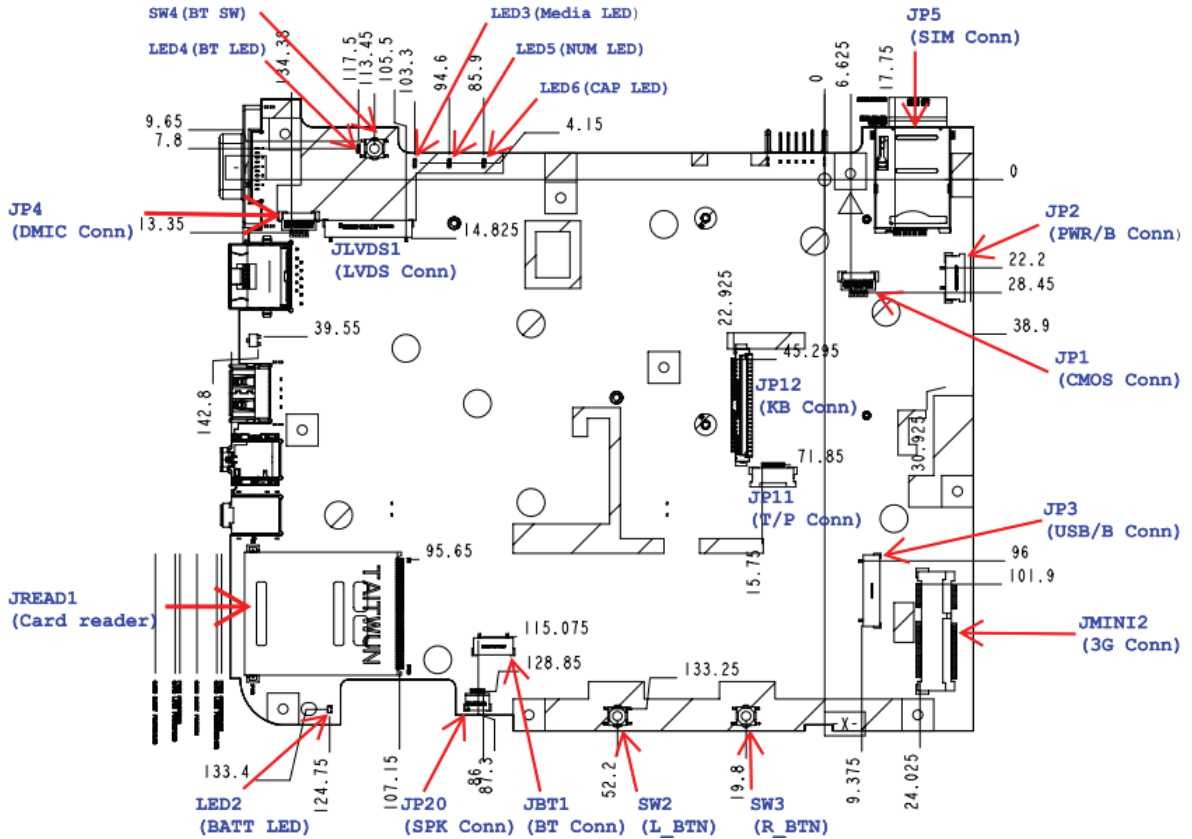 SW4(BT SW)
LED4(BT LED)
LED3(Media LED)
LED5(NUM LED)
LED6(CAP LED)
JP5
(SIM Conn)
134.35
117.5
113.45
105.5
103.3
94.6
85.9
0
6.625
17.75
9.65
7.8
4.15
0
JP4
(DMIC Conn)
13.35
JLVDS1
(LVDS Conn)
14.825
JP2
(PWR/B Conn)
22.2
28.45
38.9
JP1
(CMOS Conn)
39.55
142.8
22.925
45.295
JP12
(KB Conn)
30.925
71.85
JP11
(T/P Conn)
15.75
JP3
(USB/B Conn)
96
101.9
95.65
TAITWUN
JREAD1
(Card reader)
JMINI2
(3G Conn)
115.075
128.85
133.25
-X-
133.4
124.75
107.15
86
87.3
52.2
19.8
9.375
24.025
LED2
(BATT LED)
JP20
(SPK Conn)
JBT1
(BT Conn)
SW2
(L_BTN)
SW3
(R_BTN)